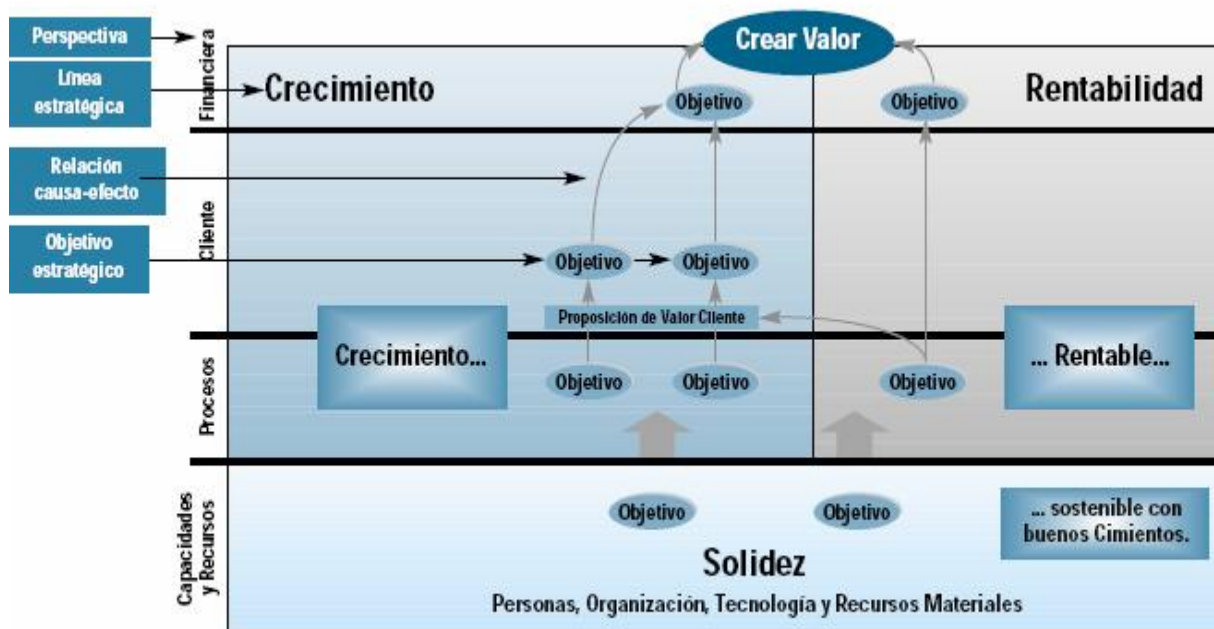 Perspectiva
Línea
estratégica
Relación
causa-efecto
Objetivo
estratégico
Financiera
Cliente
Procesos
Capacidades
y Recursos
Crear Valor
Crecimiento
Rentabilidad
Objetivo
Objetivo
Objetivo
Objetivo
Proposición de Valor Cliente
Crecimiento...
... Rentable...
Objetivo
Objetivo
Objetivo
Objetivo
Objetivo
... sostenible con
buenos Cimientos.
Solidez
Personas, Organización, Tecnología y Recursos Materiales